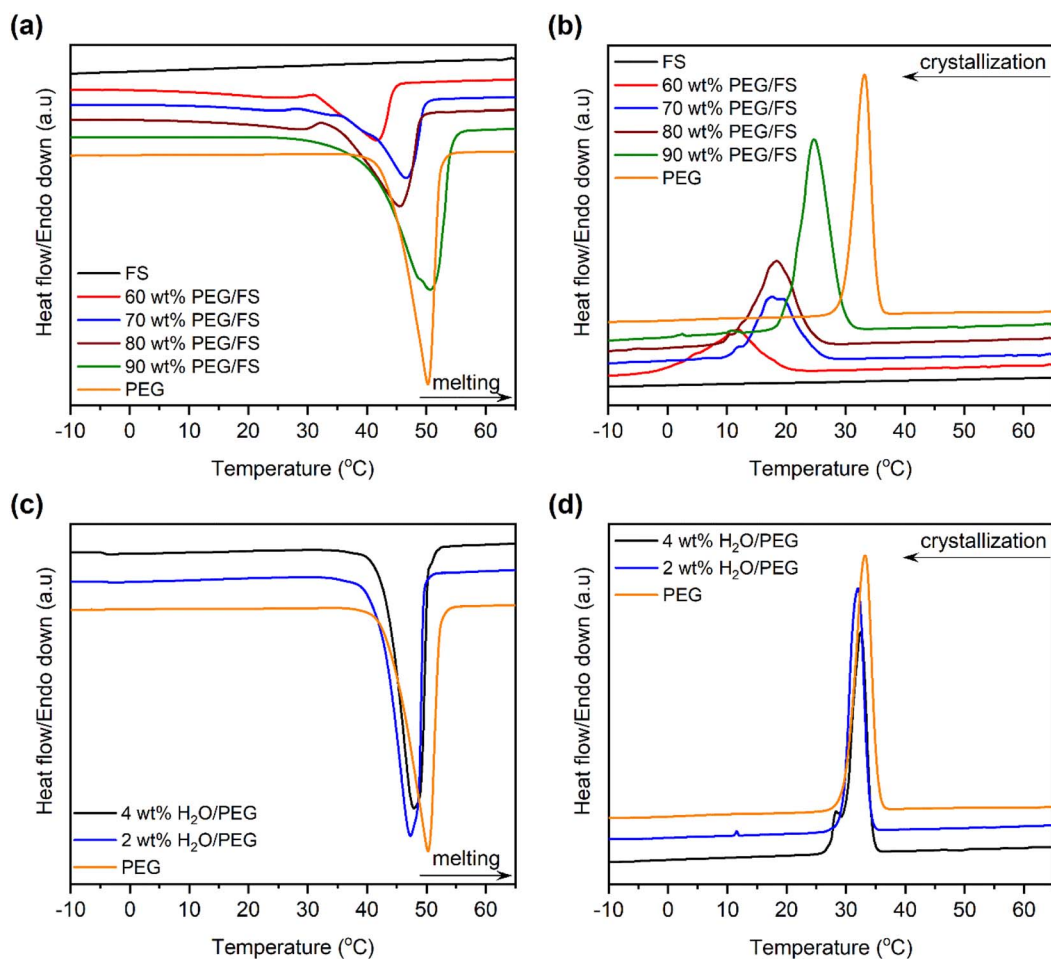 (a)
Heat flow/Endo down (a.u)
FS
60 wt% PEG/FS
70 wt% PEG/FS
80 wt% PEG/FS
90 wt% PEG/FS
PEG
melting
-10 0 10 20 30 40 50 60
Temperature (°C)
(b)
Heat flow/Endo down (a.u)
crystallization
FS
60 wt% PEG/FS
70 wt% PEG/FS
80 wt% PEG/FS
90 wt% PEG/FS
PEG
-10 0 10 20 30 40 50 60
Temperature (°C)
(c)
Heat flow/Endo down (a.u)
4 wt% H₂O/PEG
2 wt% H₂O/PEG
PEG
melting
-10 0 10 20 30 40 50 60
Temperature (°C)
(d)
Heat flow/Endo down (a.u)
4 wt% H₂O/PEG
2 wt% H₂O/PEG
PEG
crystallization
-10 0 10 20 30 40 50 60
Temperature (°C)